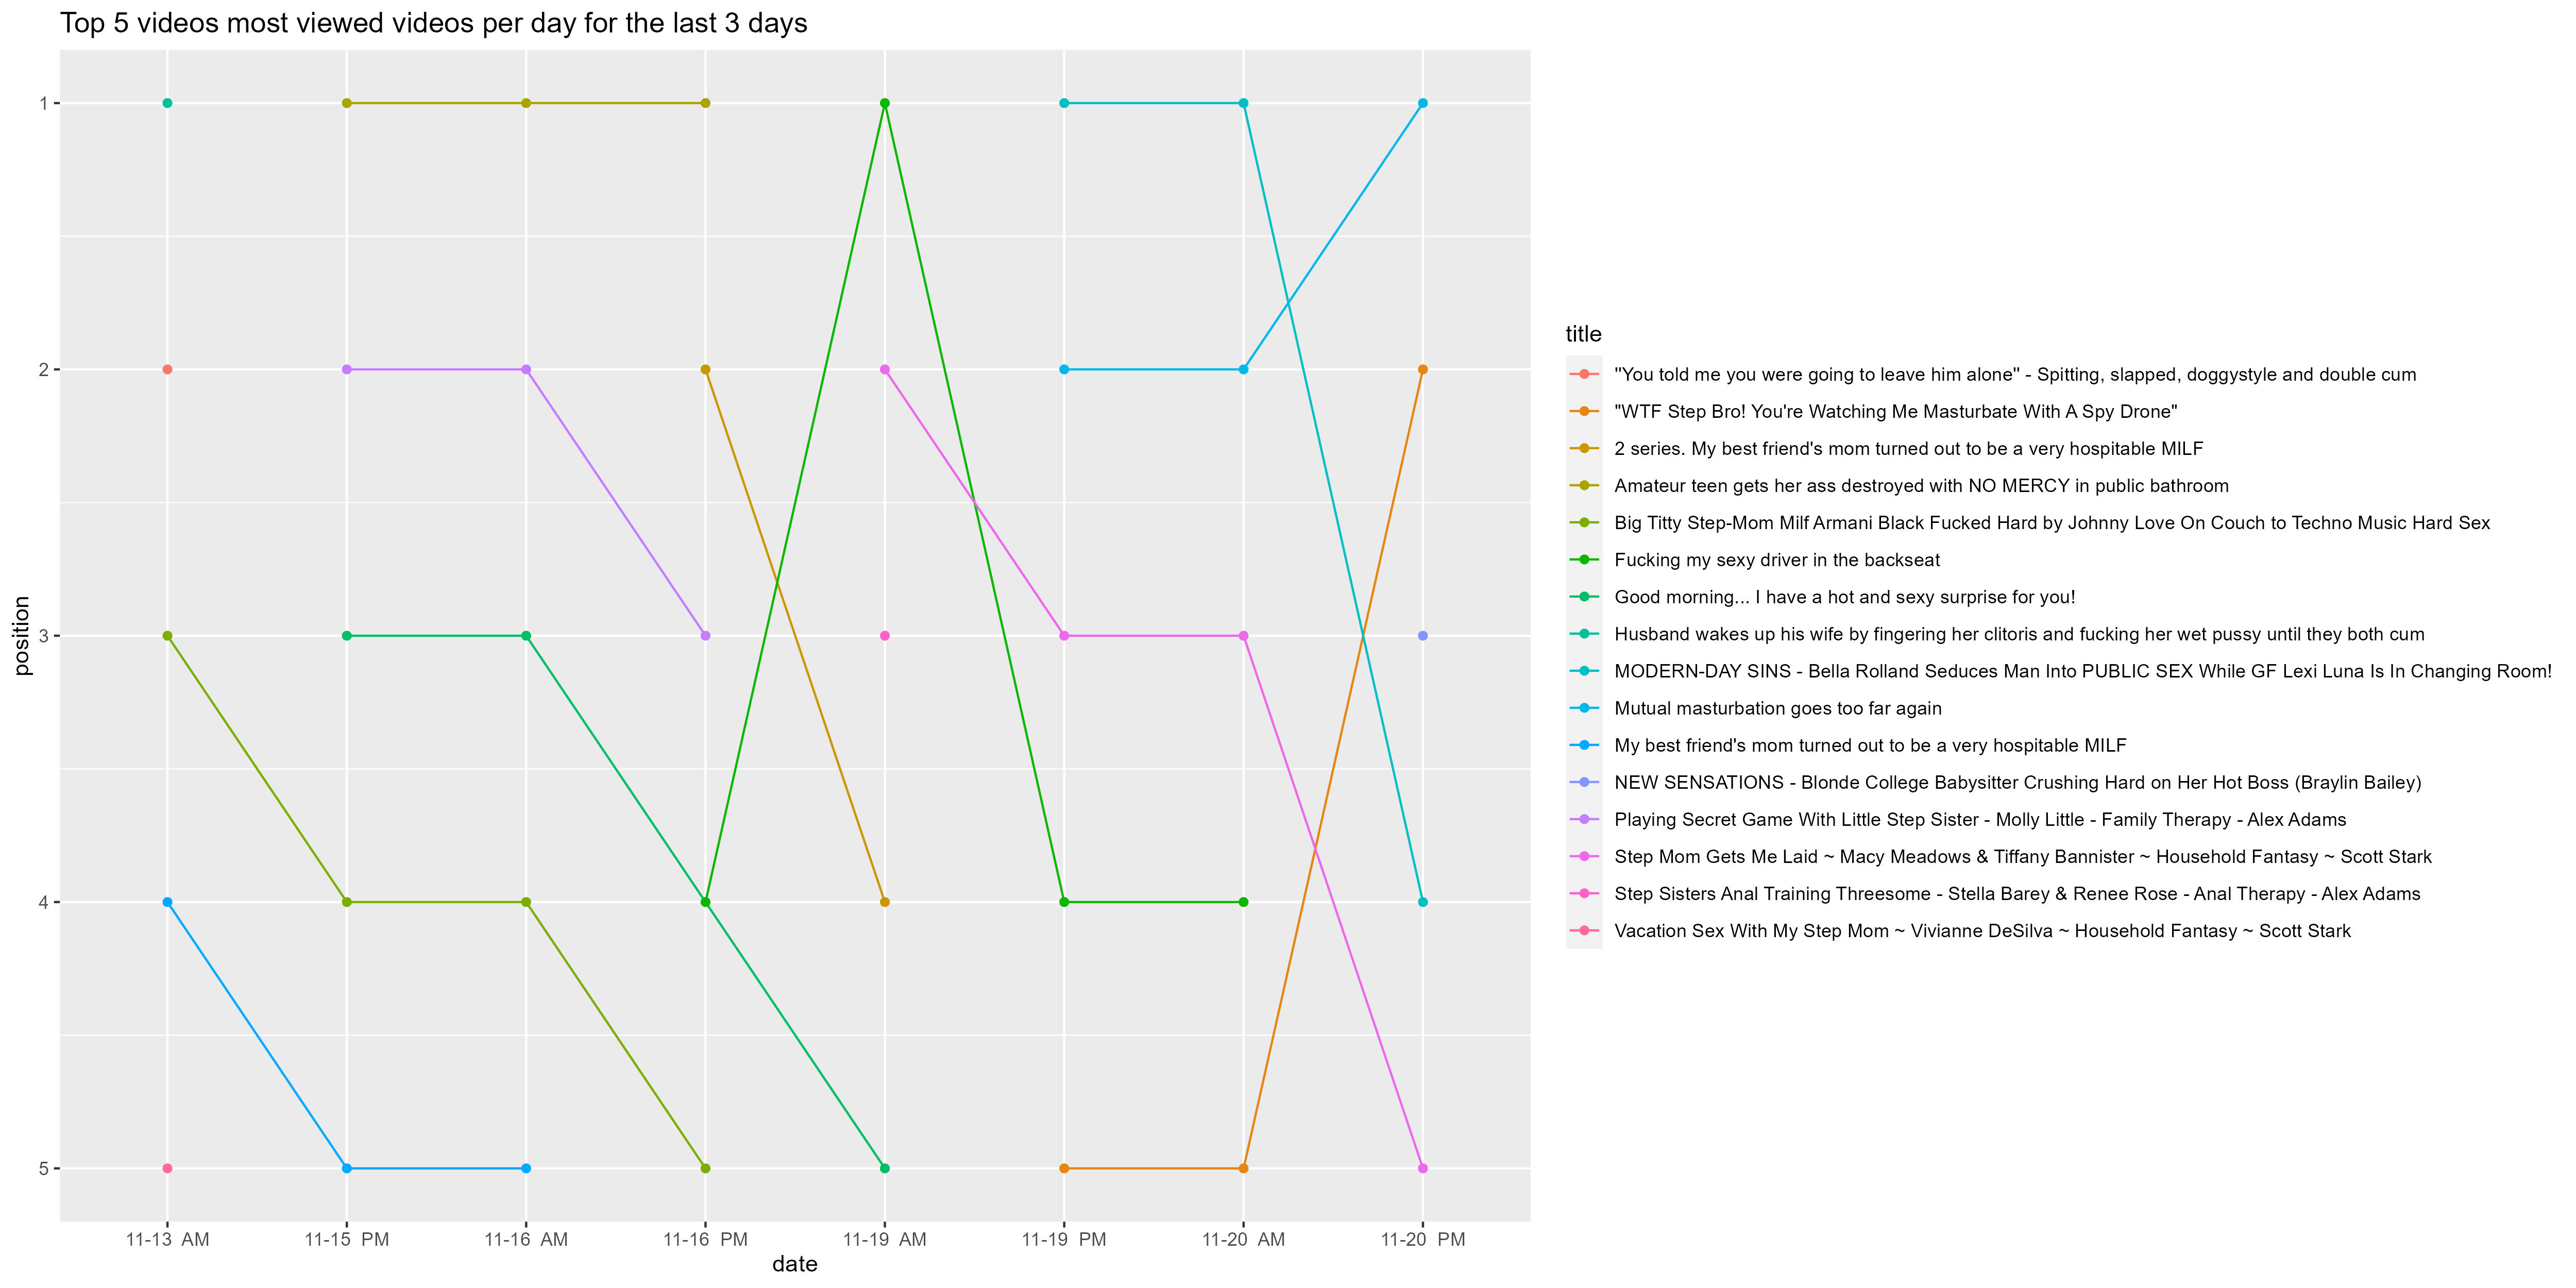 Top 5 videos most viewed videos per day for the last 3 days
position
1
2
3
4
5
11-13 AM
11-15 PM
11-16 AM
11-16 PM
11-19 AM
11-19 PM
11-20 AM
11-20 PM
date
title
"You told me you were going to leave him alone" - Spitting, slapped, doggystyle and double cum
"WTF Step Bro! You're Watching Me Masturbate With A Spy Drone"
2 series. My best friend's mom turned out to be a very hospitable MILF
Amateur teen gets her ass destroyed with NO MERCY in public bathroom
Big Titty Step-Mom Milf Armani Black Fucked Hard by Johnny Love On Couch to Techno Music Hard Sex
Fucking my sexy driver in the backseat
Good morning... I have a hot and sexy surprise for you!
Husband wakes up his wife by fingering her clitoris and fucking her wet pussy until they both cum
MODERN-DAY SINS - Bella Rolland Seduces Man Into PUBLIC SEX While GF Lexi Luna Is In Changing Room!
Mutual masturbation goes too far again
My best friend's mom turned out to be a very hospitable MILF
NEW SENSATIONS - Blonde College Babysitter Crushing Hard on Her Hot Boss (Braylin Bailey)
Playing Secret Game With Little Step Sister - Molly Little - Family Therapy - Alex Adams
Step Mom Gets Me Laid ~ Macy Meadows & Tiffany Bannister ~ Household Fantasy ~ Scott Stark
Step Sisters Anal Training Threesome - Stella Barey & Renee Rose - Anal Therapy - Alex Adams
Vacation Sex With My Step Mom ~ Vivianne DeSilva ~ Household Fantasy ~ Scott Stark